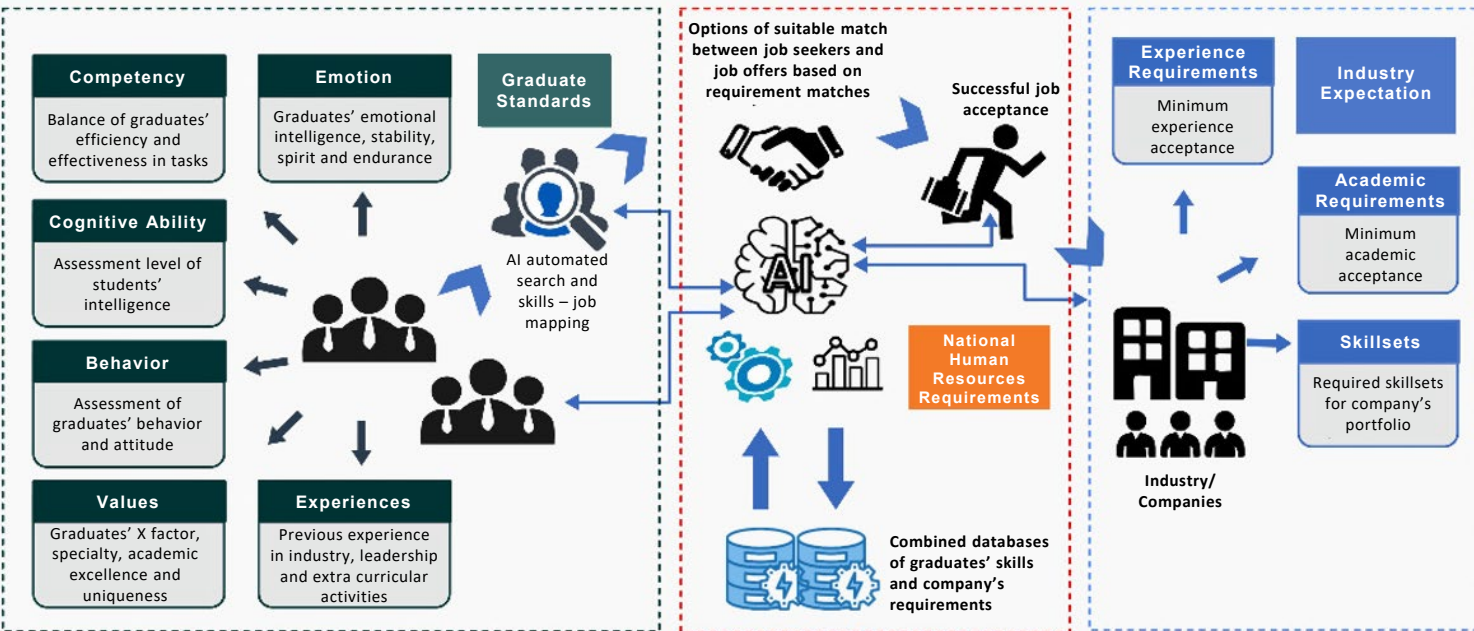 Competency
Balance of graduates’
efficiency and
effectiveness in tasks
Emotion
Graduates’ emotional
intelligence, stability,
spirit and endurance
Graduate
Standards
Cognitive Ability
Assessment level of
students’
intelligence
AI automated
search and
skills – job
mapping
Behavior
Assessment of
graduates’ behavior
and attitude
Values
Graduates’ X factor,
specialty, academic
excellence and
uniqueness
Experiences
Previous experience
in industry, leadership
and extra curricular
activities
Options of suitable match
between job seekers and
job offers based on
requirement matches
Successful job
acceptance
AI
National
Human
Resources
Requirements
Combined databases
of graduates’ skills
and company’s
requirements
Experience
Requirements
Minimum
experience
acceptance
Industry
Expectation
Academic
Requirements
Minimum
academic
acceptance
Skillsets
Required skillsets
for company’s
portfolio
Industry/
Companies